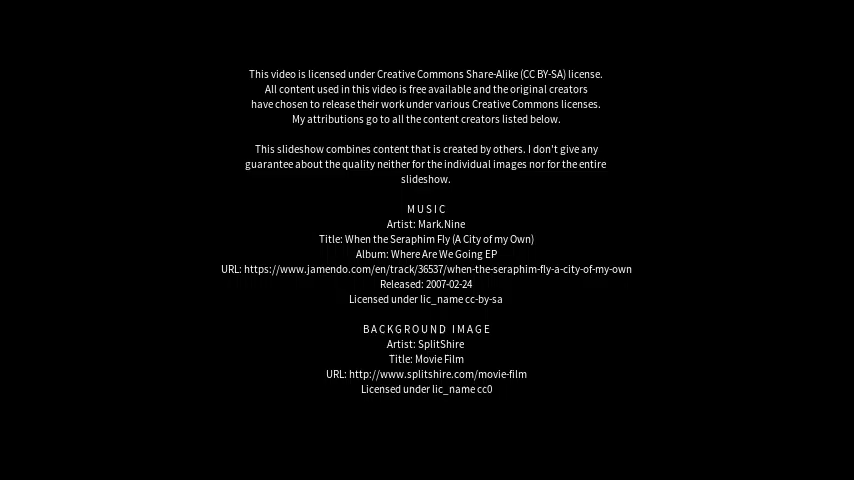 This video is licensed under Creative Commons Share-Alike (CC BY-SA) license.
All content used in this video is free available and the original creators
have chosen to release their work under various Creative Commons licenses.
My attributions go to all the content creators listed below.
This slideshow combines content that is created by others. I don't give any
guarantee about the quality neither for the individual images nor for the entire
slideshow.
MUSIC
Artist: Mark.Nine
Title: When the Seraphim Fly (A City of my Own)
Album: Where Are We Going EP
URL: https://www.jamendo.com/en/track/36537/when-the-seraphim-fly-a-city-of-my-own
Released: 2007-02-24
Licensed under lic_name cc-by-sa
BACKGROUND IMAGE
Artist: SplitShire
Title: Movie Film
URL: http://www.splitshire.com/movie-film
Licensed under lic_name cc0